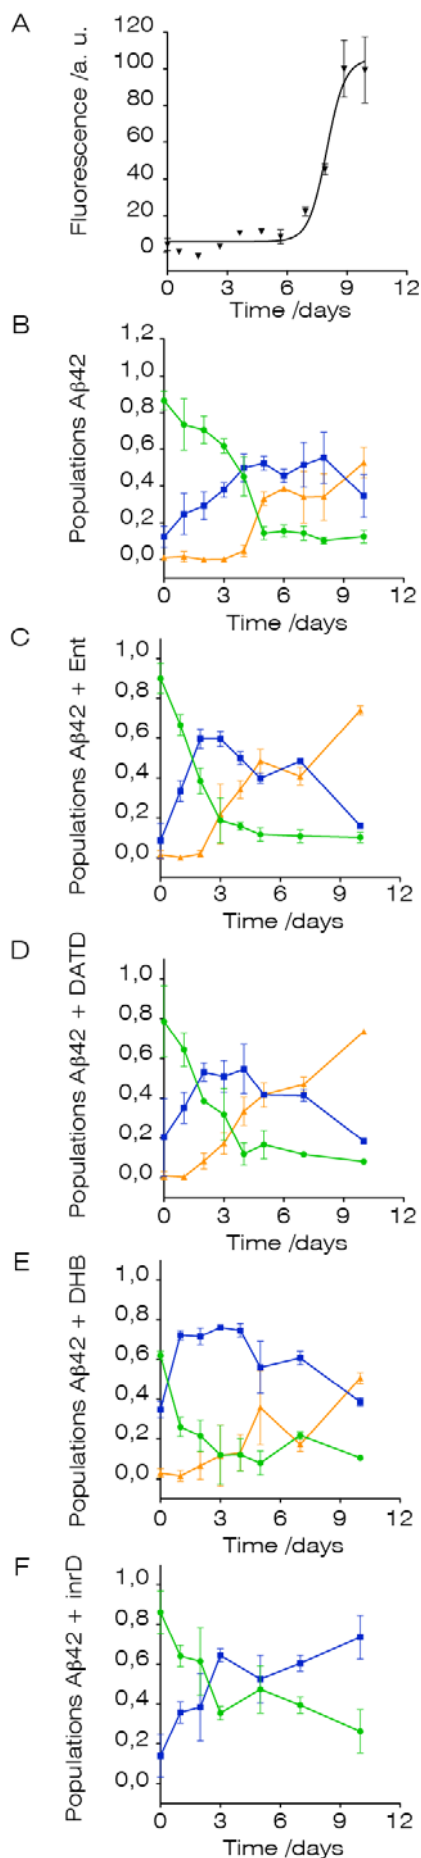 A
Fluorescence /a. u.
120
100
80
60
40
20
0
0 3 6 9 12
Time /days
B
Populations Aβ42
1,2
1,0
0,8
0,6
0,4
0,2
0,0
0 3 6 9 12
Time /days
C
Populations Aβ42 + Ent
1,0
0,8
0,6
0,4
0,2
0,0
0 3 6 9 12
Time /days
D
Populations Aβ42 + DATD
1,0
0,8
0,6
0,4
0,2
0,0
0 3 6 9 12
Time /days
E
Populations Aβ42 + DHB
1,0
0,8
0,6
0,4
0,2
0,0
0 3 6 9 12
Time /days
F
Populations Aβ42 + inrD
1,0
0,8
0,6
0,4
0,2
0,0
0 3 6 9 12
Time /days